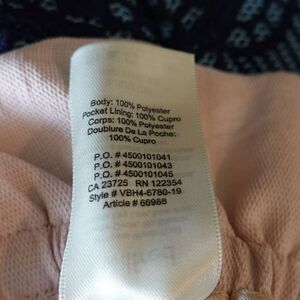 Body: 100% Polyester
Pocket Lining: 100% Cupro
Corps: 100% Polyester
Doublure De La Poche:
100% Cupro
P.O. # 4500101041
P.O. # 4500101043
P.O. # 4500101045
CA 23725 RN 122354
Style # VBH4-6780-19
Article # 66986